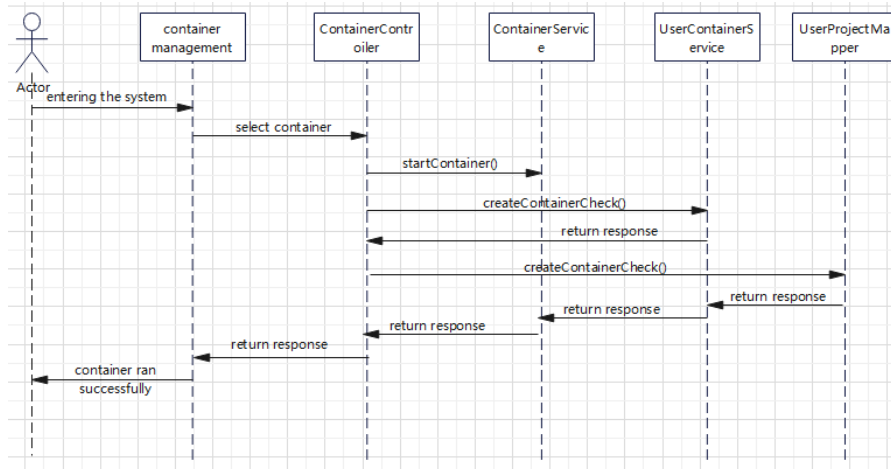 container
management
ContainerContr
roiler
ContainerServic
e
UserContainerS
ervice
UserProjectMa
pper
Actor
entering the system
select container
startContainer()
createContainerCheck()
return response
createContainerCheck()
return response
return response
return response
return response
container ran
successfully